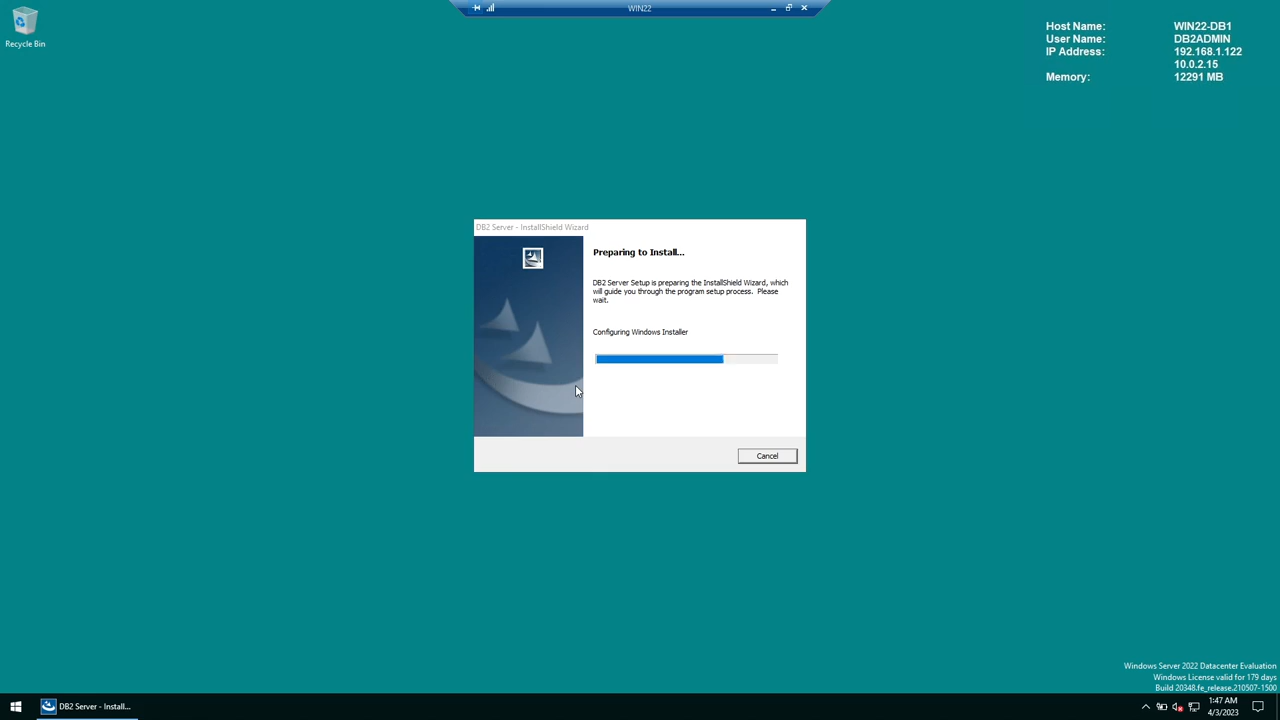 WIN22
Recycle Bin
Host Name: WIN22-DB1
User Name: DB2ADMIN
IP Address: 192.168.1.122
10.0.2.15
Memory: 12291 MB
DB2 Server - InstallShield Wizard
Preparing to Install...
DB2 Server Setup is preparing the InstallShield Wizard, which
will guide you through the program setup process. Please
wait.
Configuring Windows Installer
Cancel
Windows Server 2022 Datacenter Evaluation
Windows License valid for 179 days
Build 20348.fe_release.210507-1500
DB2 Server - Install...
1:47 AM
4/3/2023